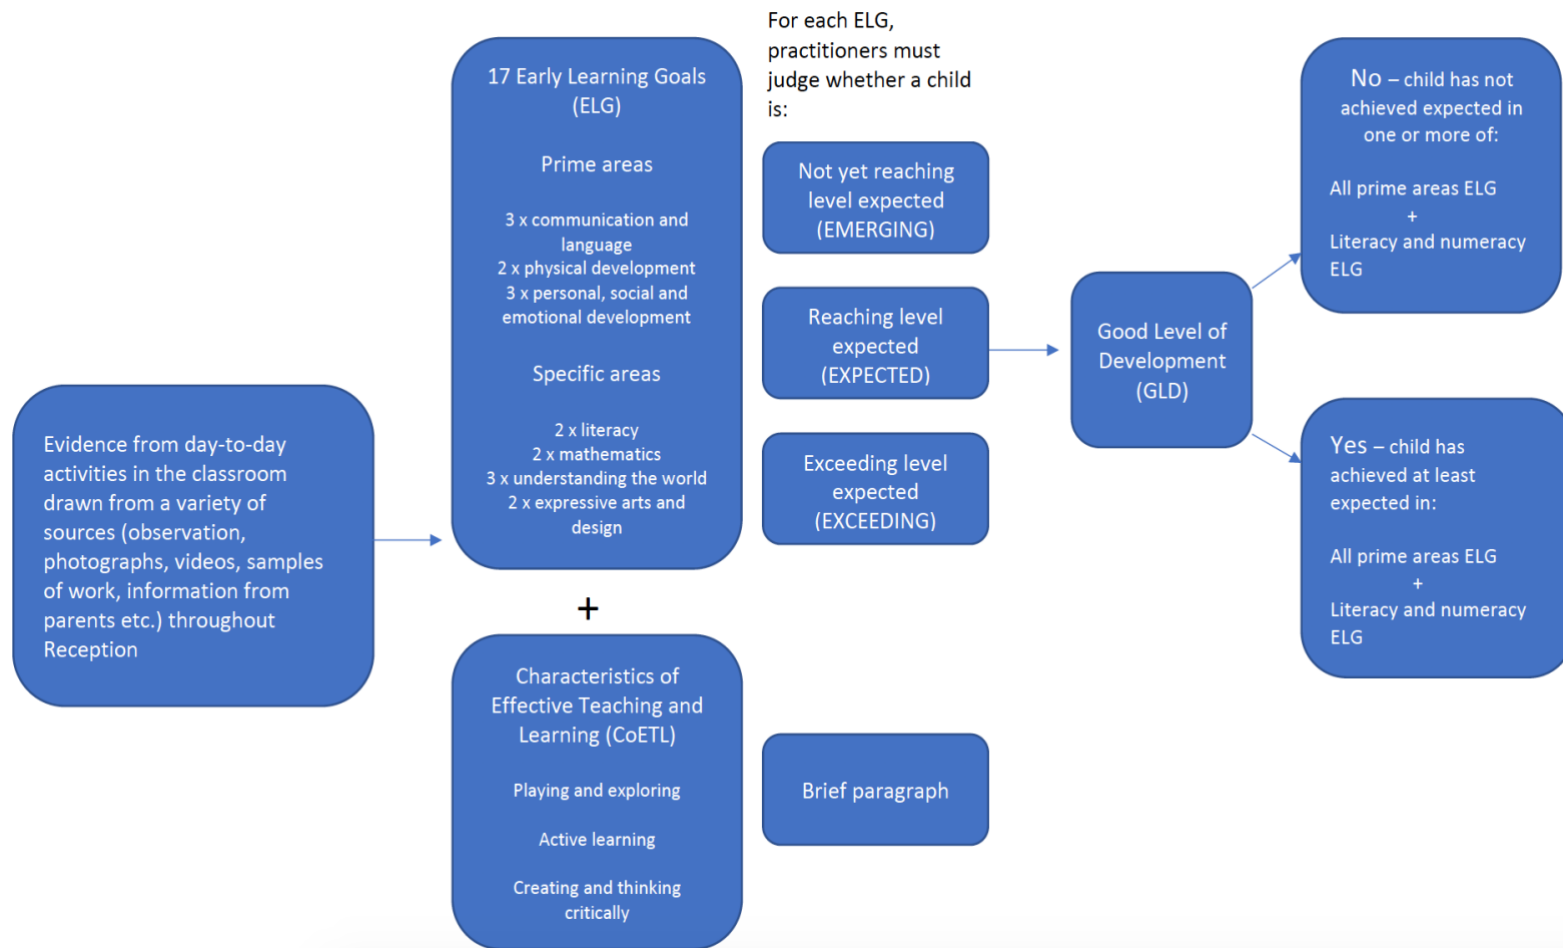 Evidence from day-to-day
activities in the classroom
drawn from a variety of
sources (observation,
photographs, videos, samples
of work, information from
parents etc.) throughout
Reception
17 Early Learning Goals
(ELG)
Prime areas
3 x communication and
language
2 x physical development
3 x personal, social and
emotional development
Specific areas
2 x literacy
2 x mathematics
3 x understanding the world
2 x expressive arts and
design
+
Characteristics of
Effective Teaching and
Learning (CoETL)
Playing and exploring
Active learning
Creating and thinking
critically
For each ELG,
practitioners must
judge whether a child
is:
Not yet reaching
level expected
(EMERGING)
Reaching level
expected
(EXPECTED)
Exceeding level
expected
(EXCEEDING)
Brief paragraph
Good Level of
Development
(GLD)
No – child has not
achieved expected in
one or more of:
All prime areas ELG
+
Literacy and numeracy
ELG
Yes – child has
achieved at least
expected in:
All prime areas ELG
+
Literacy and numeracy
ELG